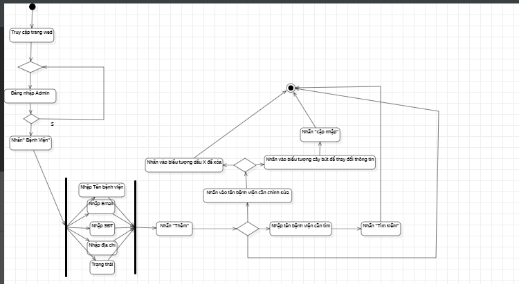 Truy cập trang wed
Đăng nhập Admin
S
Nhấn" Bệnh Viện"
Nhập Tên bệnh viện
Nhập email
Nhập SĐT
Nhập địa chỉ
Trạng thái
Nhấn "Thêm"
Nhấn vào biểu tượng dấu X để xóa
Nhấn "cập nhập"
Nhấn vào biểu tượng cây bút để thay đổi thông tin
Nhấn vào tên bệnh viện cần chỉnh sửa
Nhập tên bệnh viện cần tìm
Nhấn "Tìm kiếm"